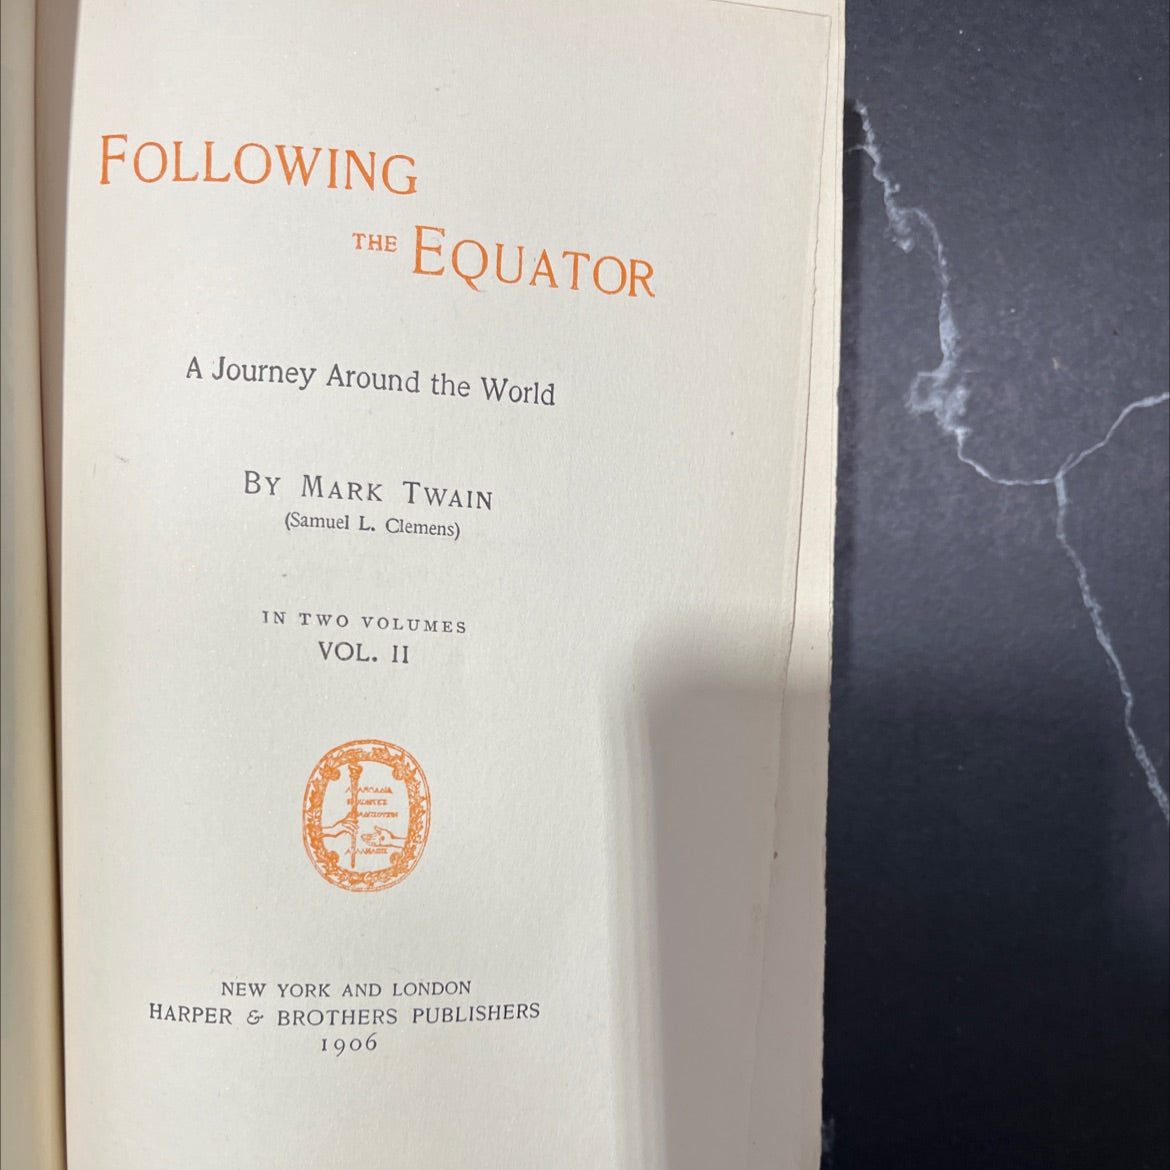 FOLLOWING
THE EQUATOR
A Journey Around the World
BY MARK TWAIN
(Samuel L. Clemens)
IN TWO VOLUMES
VOL. II
NEW YORK AND LONDON
HARPER & BROTHERS PUBLISHERS
1906